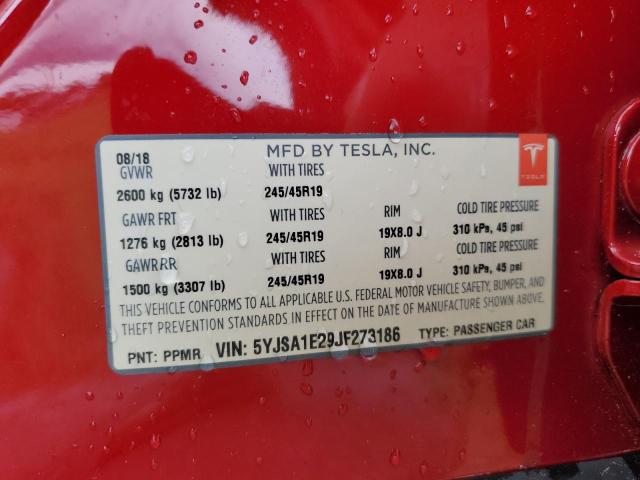 08/18 MFD BY TESLA, INC.
GVWR WITH TIRES
TESLA
2600 kg (5732 lb) 245/45R19
GAWR FRT WITH TIRES RIM COLD TIRE PRESSURE
1276 kg (2813 lb) 245/45R19 19X8.0 J 310 kPa, 45 psi
GAWR RR WITH TIRES RIM COLD TIRE PRESSURE
1500 kg (3307 lb) 245/45R19 19X8.0 J 310 kPa, 45 psi
THIS VEHICLE CONFORMS TO ALL APPLICABLE U.S. FEDERAL MOTOR VEHICLE SAFETY, BUMPER, AND
THEFT PREVENTION STANDARDS IN EFFECT ON THE DATE OF MANUFACTURE SHOWN ABOVE.
PNT: PPMR VIN: 5YJSA1E29JF273186 TYPE: PASSENGER CAR